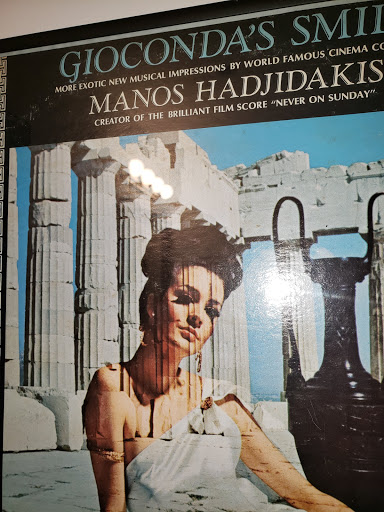 GIOCONDA'S SMI
MORE EXOTIC NEW MUSICAL IMPRESSIONS BY WORLD FAMOUS CINEMA CO
MANOS HADJIDAKIS
CREATOR OF THE BRILLIANT FILM SCORE "NEVER ON SUNDAY"